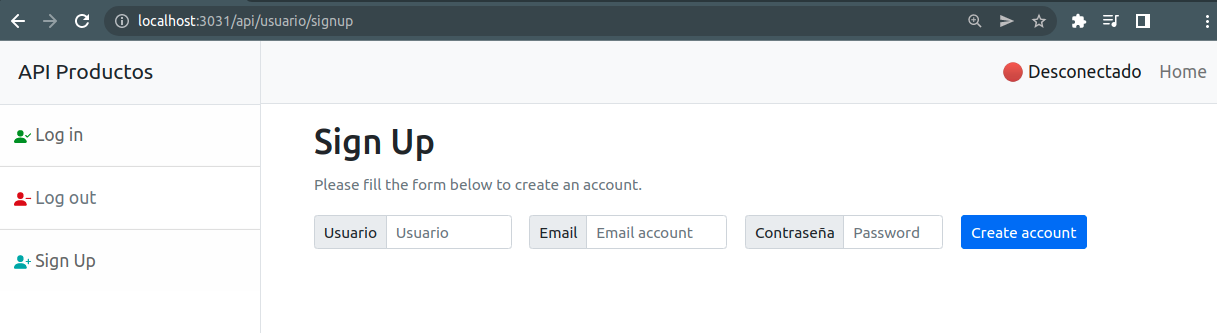 localhost:3031/api/usuario/signup
API Productos
Desconectado Home
Log in
Log out
Sign Up
Sign Up
Please fill the form below to create an account.
Usuario Usuario Email Email account Contraseña Password Create account